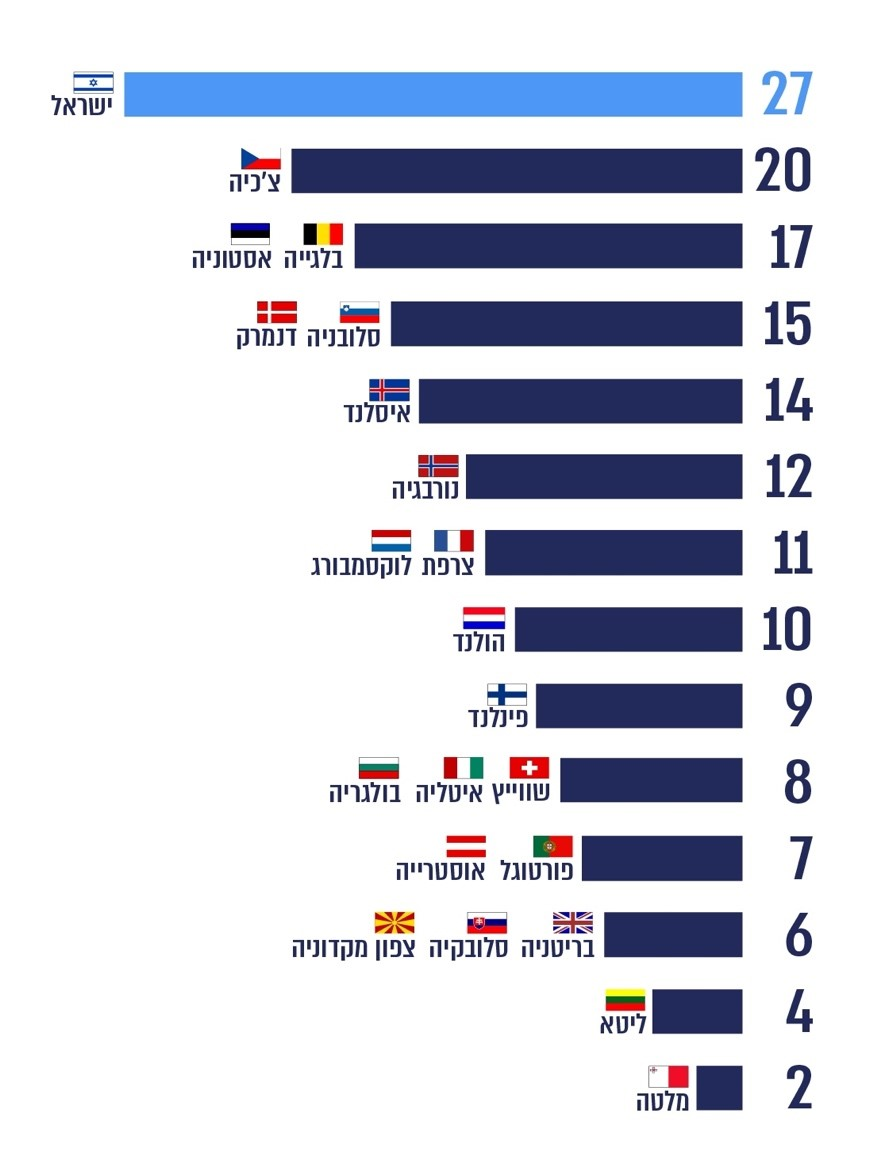 27
ישראל
20
צ'כיה
17
בלגייה אסטוניה
15
סלובניה דנמרק
14
איסלנד
12
נורבגיה
11
צרפת לוקסמבורג
10
הולנד
9
פינלנד
8
שווייץ איטליה בולגריה
7
פורטוגל אוסטרייה
6
בריטניה סלובקיה צפון מקדוניה
4
ליטא
2
מלטה